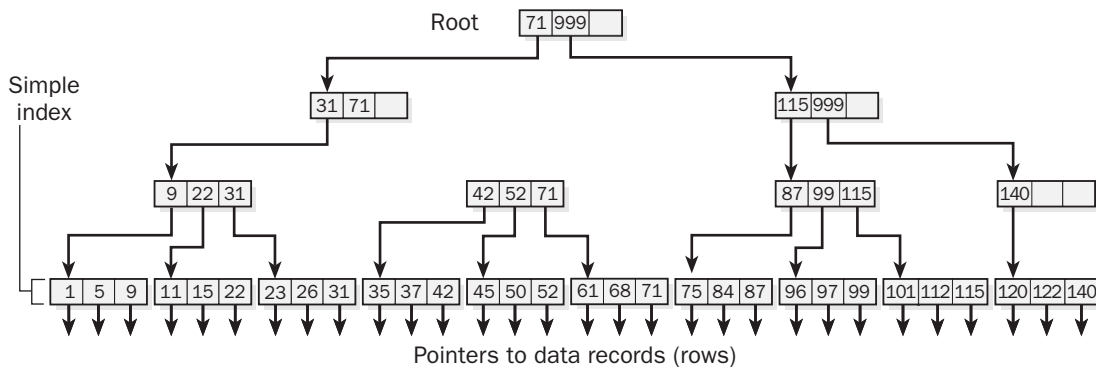 Root
71 999
Simple
index
31 71
115 999
9 22 31
42 52 71
87 99 115
140
1 5 9
11 15 22
23 26 31
35 37 42
45 50 52
61 68 71
75 84 87
96 97 99
101 112 115
120 122 140
Pointers to data records (rows)